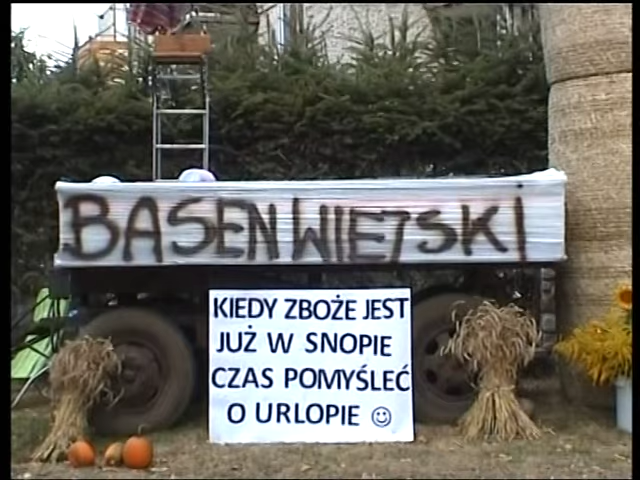 BASEN WIEJSKI
KIEDY ZBOŻE JEST
JUŻ W SNOPIE
CZAS POMYŚLEĆ
O URLOPIE ☺